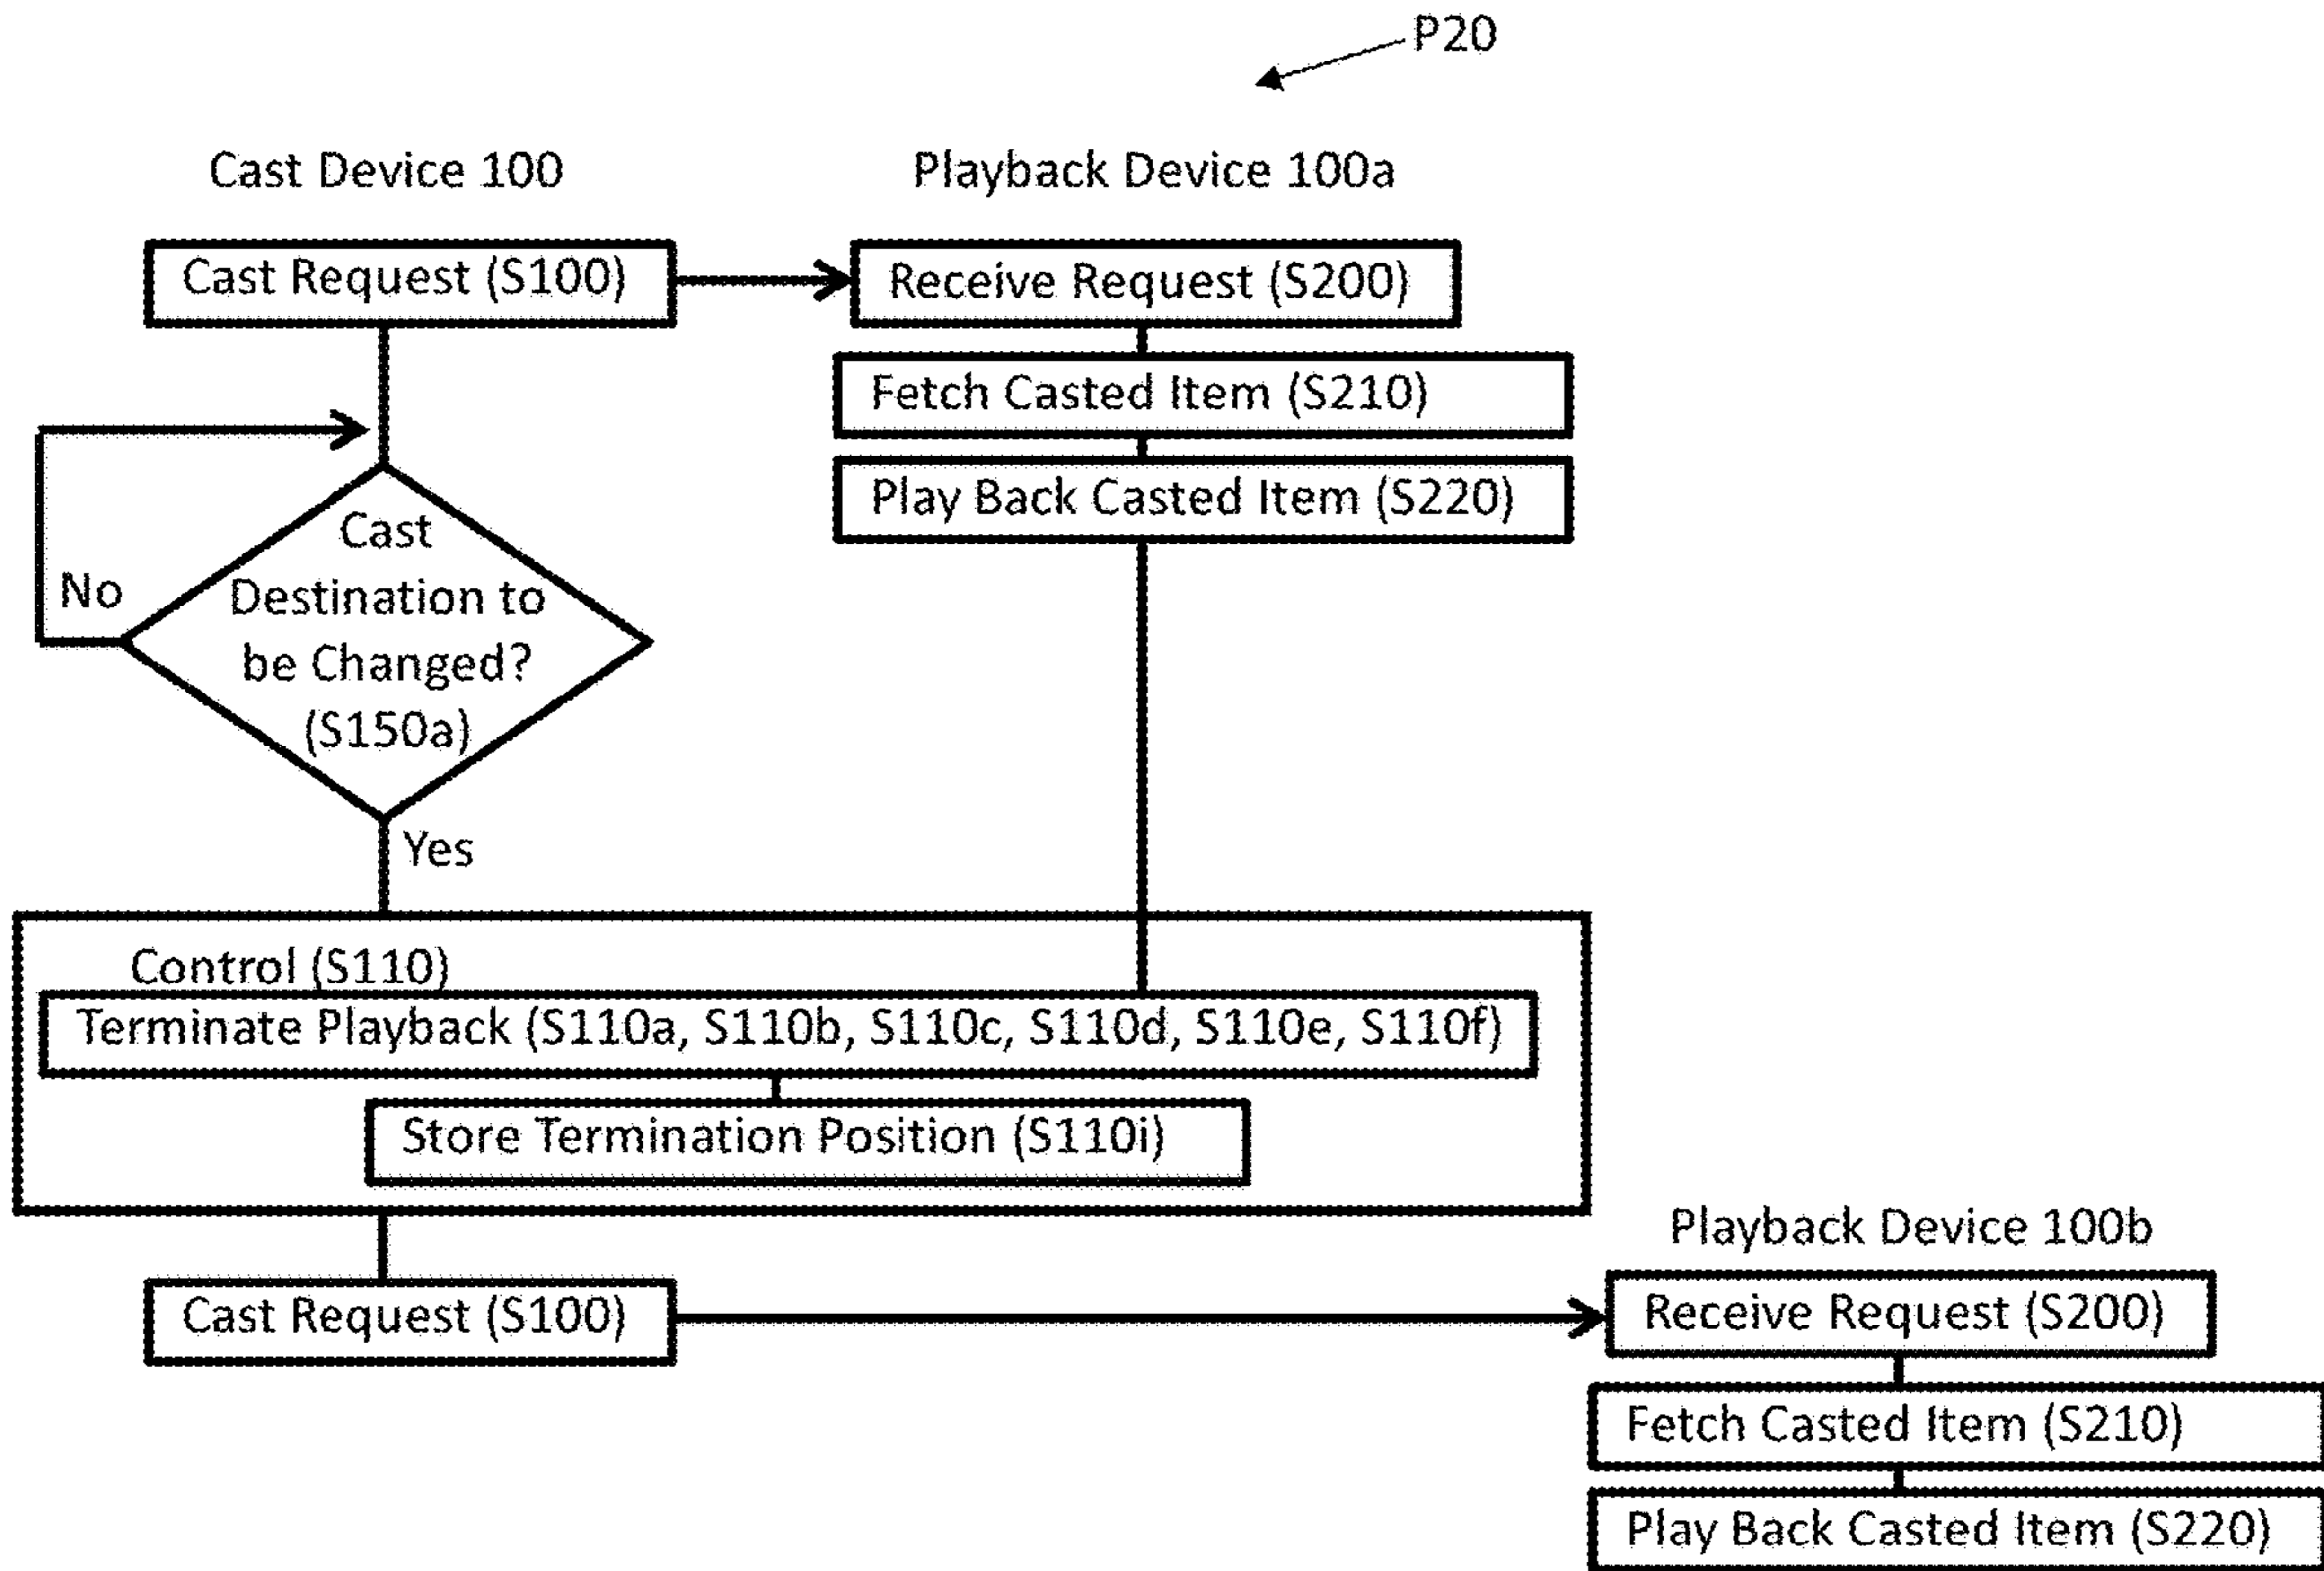 P20
Cast Device 100
Playback Device 100a
Cast Request (S100)
Receive Request (S200)
Fetch Casted Item (S210)
Play Back Casted Item (S220)
Cast
Destination to
be Changed?
(S150a)
No
Yes
Control (S110)
Terminate Playback (S110a, S110b, S110c, S110d, S110e, S110f)
Store Termination Position (S110i)
Playback Device 100b
Cast Request (S100)
Receive Request (S200)
Fetch Casted Item (S210)
Play Back Casted Item (S220)